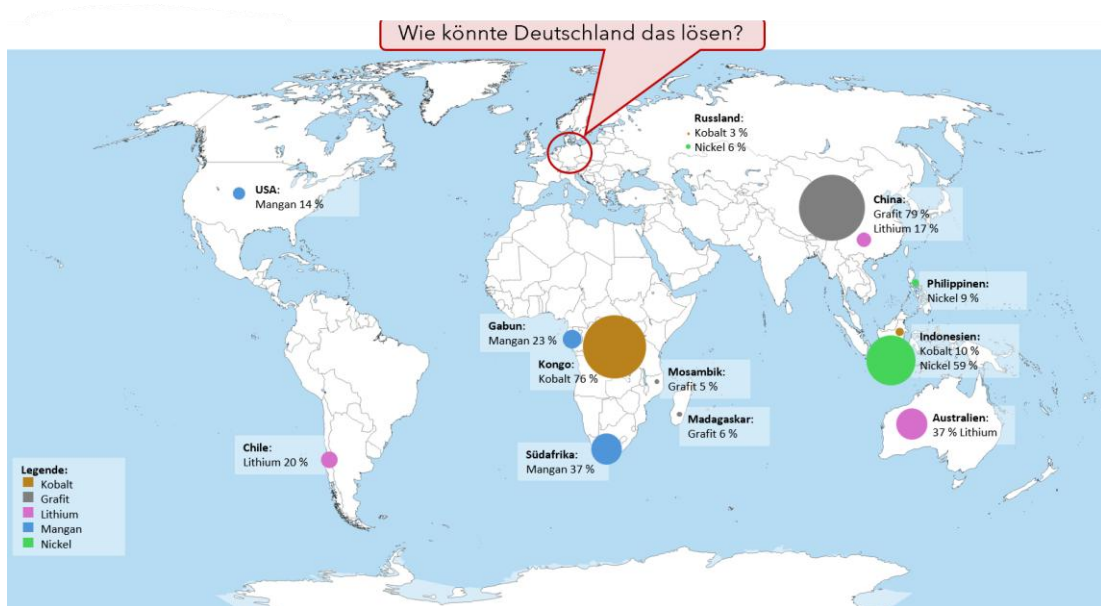 Wie könnte Deutschland das lösen?
Russland:
Kobalt 3 %
Nickel 6 %
USA:
Mangan 14 %
China:
Grafit 79 %
Lithium 17 %
Philippinen:
Nickel 9 %
Gabun:
Mangan 23 %
Indonesien:
Kobalt 10 %
Nickel 59 %
Kongo:
Kobalt 76 %
Mosambik:
Grafit 5 %
Madagaskar:
Grafit 6 %
Australien:
37 % Lithium
Chile:
Lithium 20 %
Südafrika:
Mangan 37 %
Legende:
Kobalt
Grafit
Lithium
Mangan
Nickel